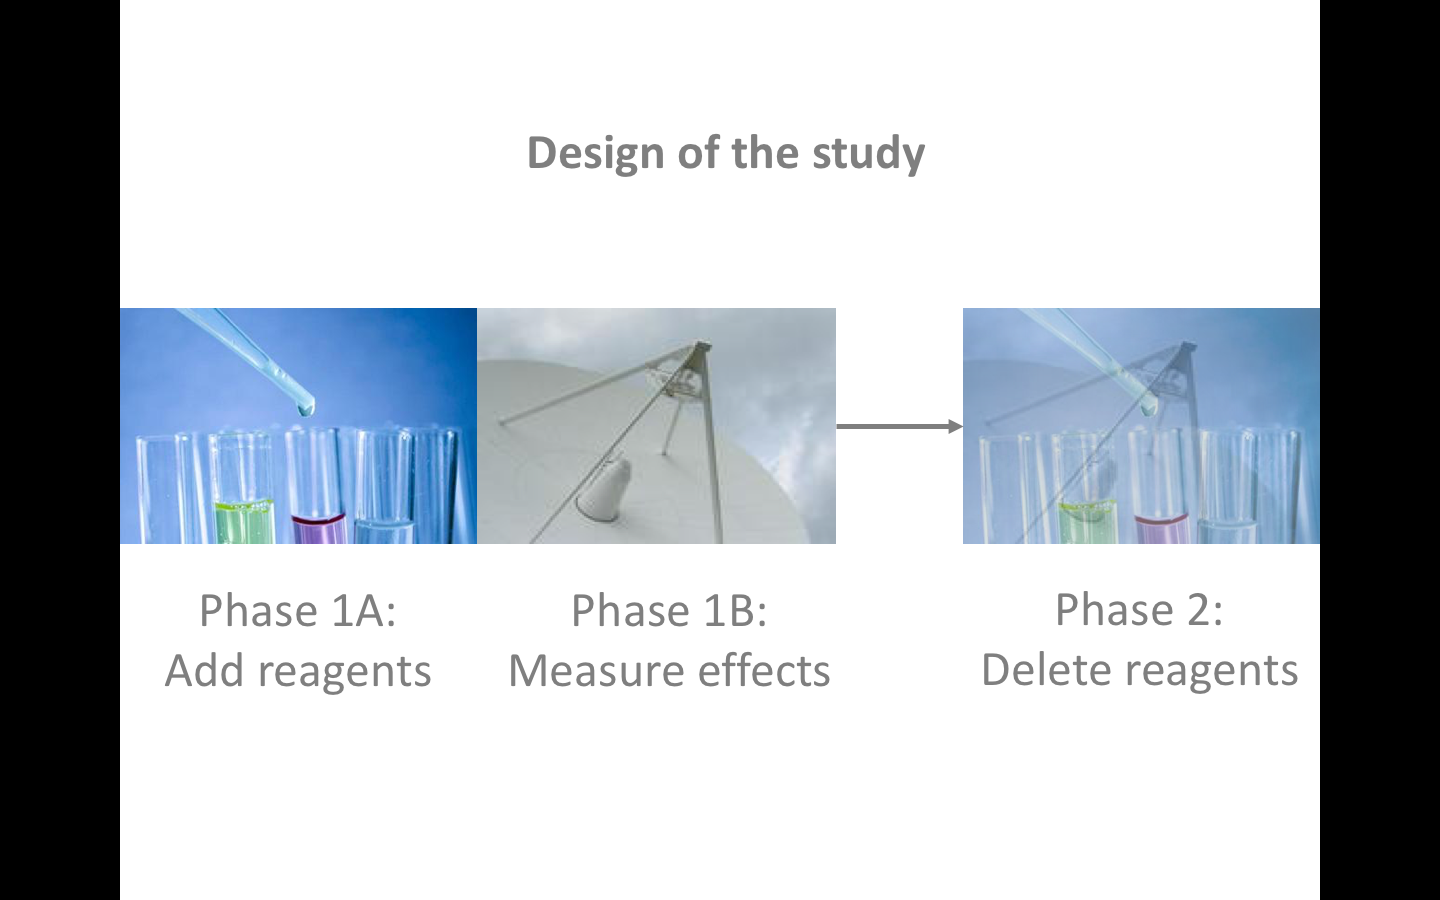 Design of the study
Phase 1A:
Add reagents
Phase 1B:
Measure effects
Phase 2:
Delete reagents